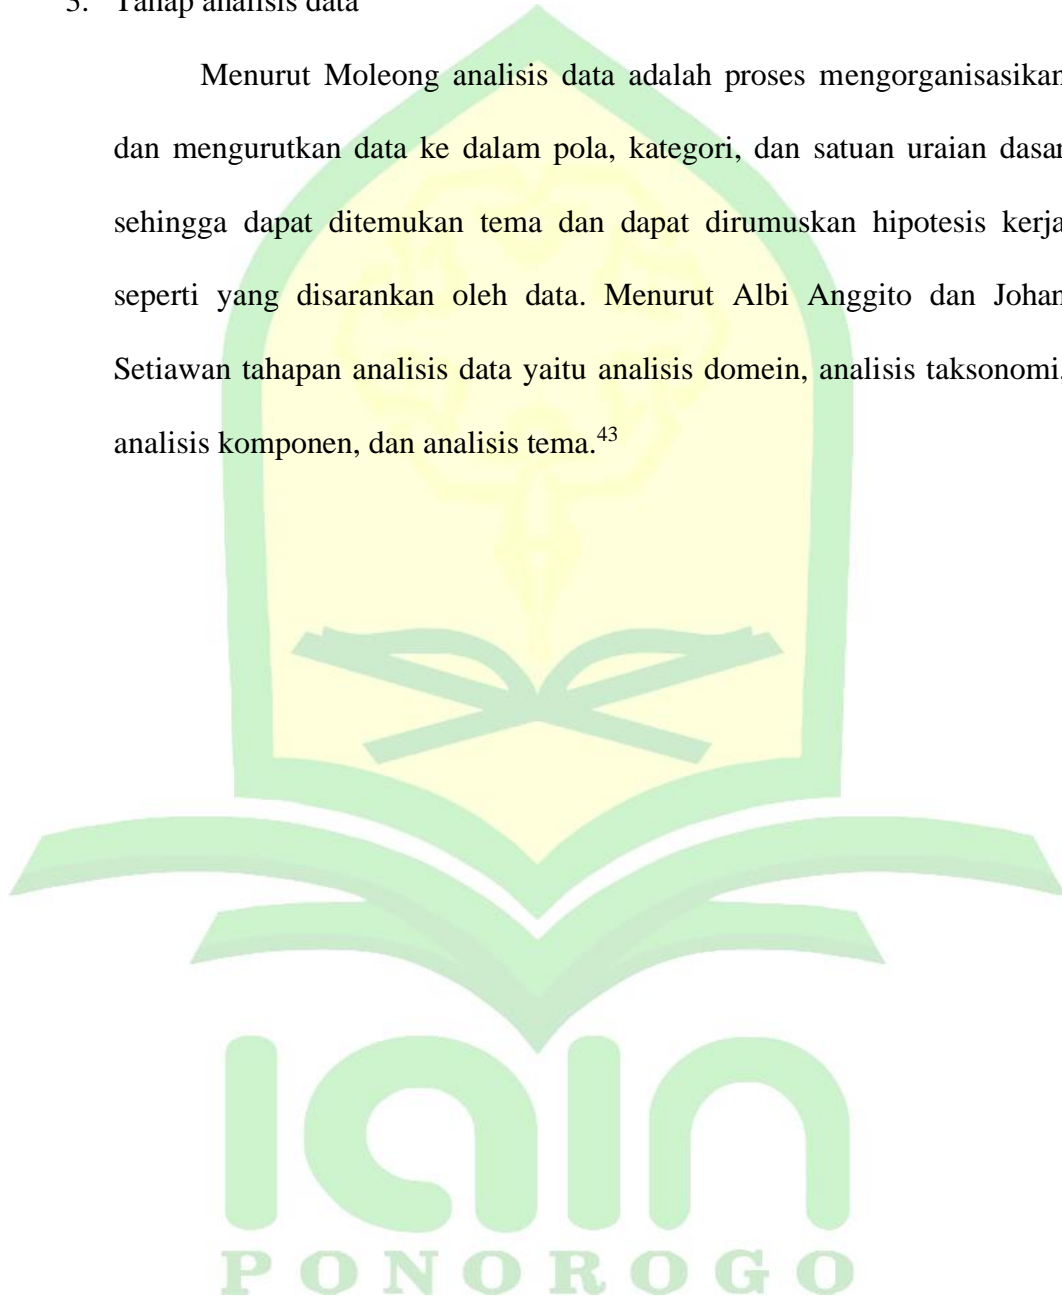 3. Tahap analisis data
Menurut Moleong analisis data adalah proses mengorganisasikan
dan mengurutkan data ke dalam pola, kategori, dan satuan uraian dasar
sehingga dapat ditemukan tema dan dapat dirumuskan hipotesis kerja
seperti yang disarankan oleh data. Menurut Albi Anggito dan Johan
Setiawan tahapan analisis data yaitu analisis domein, analisis taksonomi,
analisis komponen, dan analisis tema.43
iain
PONOROGO